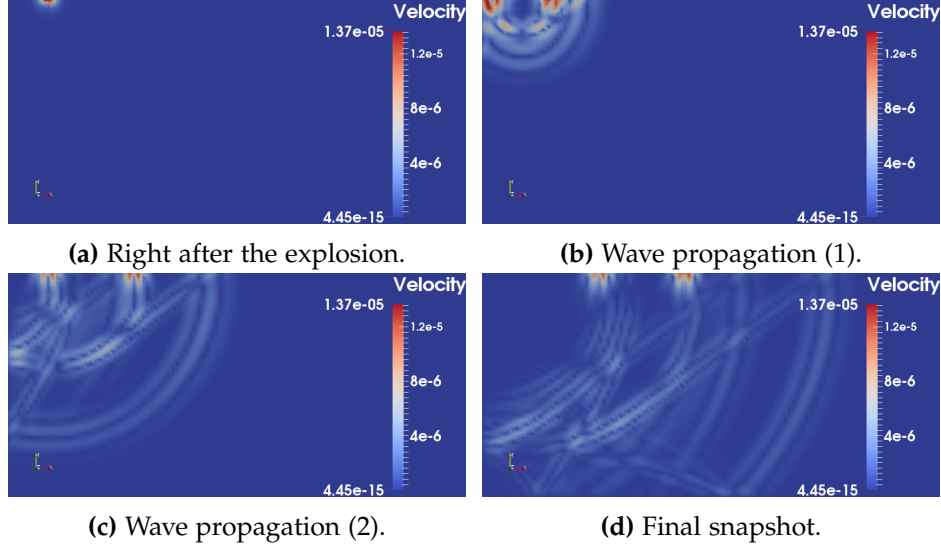 Velocity
1.37e-05
1.2e-5
8e-6
4e-6
4.45e-15
(a) Right after the explosion.
Velocity
1.37e-05
1.2e-5
8e-6
4e-6
4.45e-15
(b) Wave propagation (1).
Velocity
1.37e-05
1.2e-5
8e-6
4e-6
4.45e-15
(c) Wave propagation (2).
Velocity
1.37e-05
1.2e-5
8e-6
4e-6
4.45e-15
(d) Final snapshot.